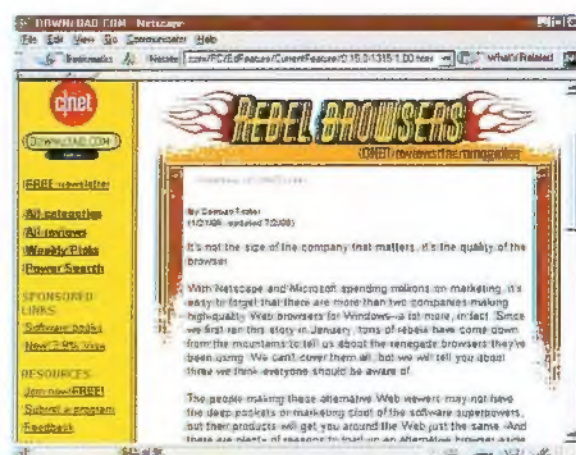 DOWNLOAD.COM - Netscape
File Edit View Go Communicator Help
Bookmarks
What's Related
c|net
DOWNLOAD.COM
FREE newsletter
All categories
All reviews
Weekly Picks
Power Search
SPONSORED
LINKS
Software
New! 2.9% Visa
RESOURCES
Join now FREE!
Submit a program
Feedback
REBEL BROWSERS
CNET reviews the renegades
It's not the size of the company that matters, it's the quality of the
browser.
With Netscape and Microsoft spending millions on marketing, it's
easy to forget that there are more than two companies making
high-quality Web browsers for Windows--a lot more, in fact. Since
we first ran this story in January, tons of rebels have come down
from the mountains to tell us about the renegade browsers they've
been using. We can't cover them all, but we will tell you about
three we think everyone should be aware of.
The people making these alternative Web viewers may not have
the deep pockets or marketing clout of the software superpowers,
but their products will get you around the Web just the same. And
there are plenty of reasons to load up an alternative browser